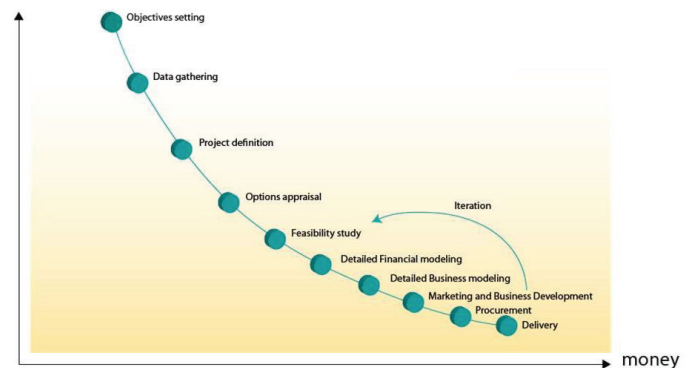 Objectives setting
Data gathering
Project definition
Options appraisal
Iteration
Feasibility study
Detailed Financial modeling
Detailed Business modeling
Marketing and Business Development
Procurement
Delivery
money